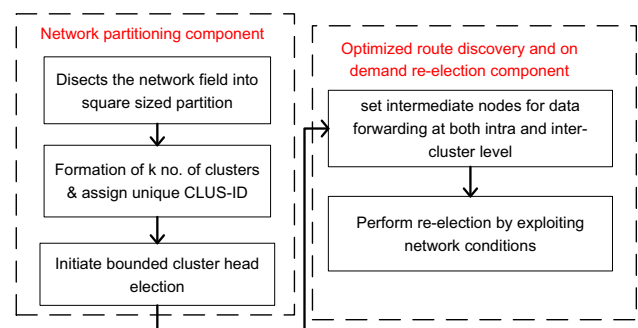 Network partitioning component
Disects the network field into
square sized partition
Formation of k no. of clusters
& assign unique CLUS-ID
Initiate bounded cluster head
election
Optimized route discovery and on
demand re-election component
set intermediate nodes for data
forwarding at both intra and inter-
cluster level
Perform re-election by exploiting
network conditions